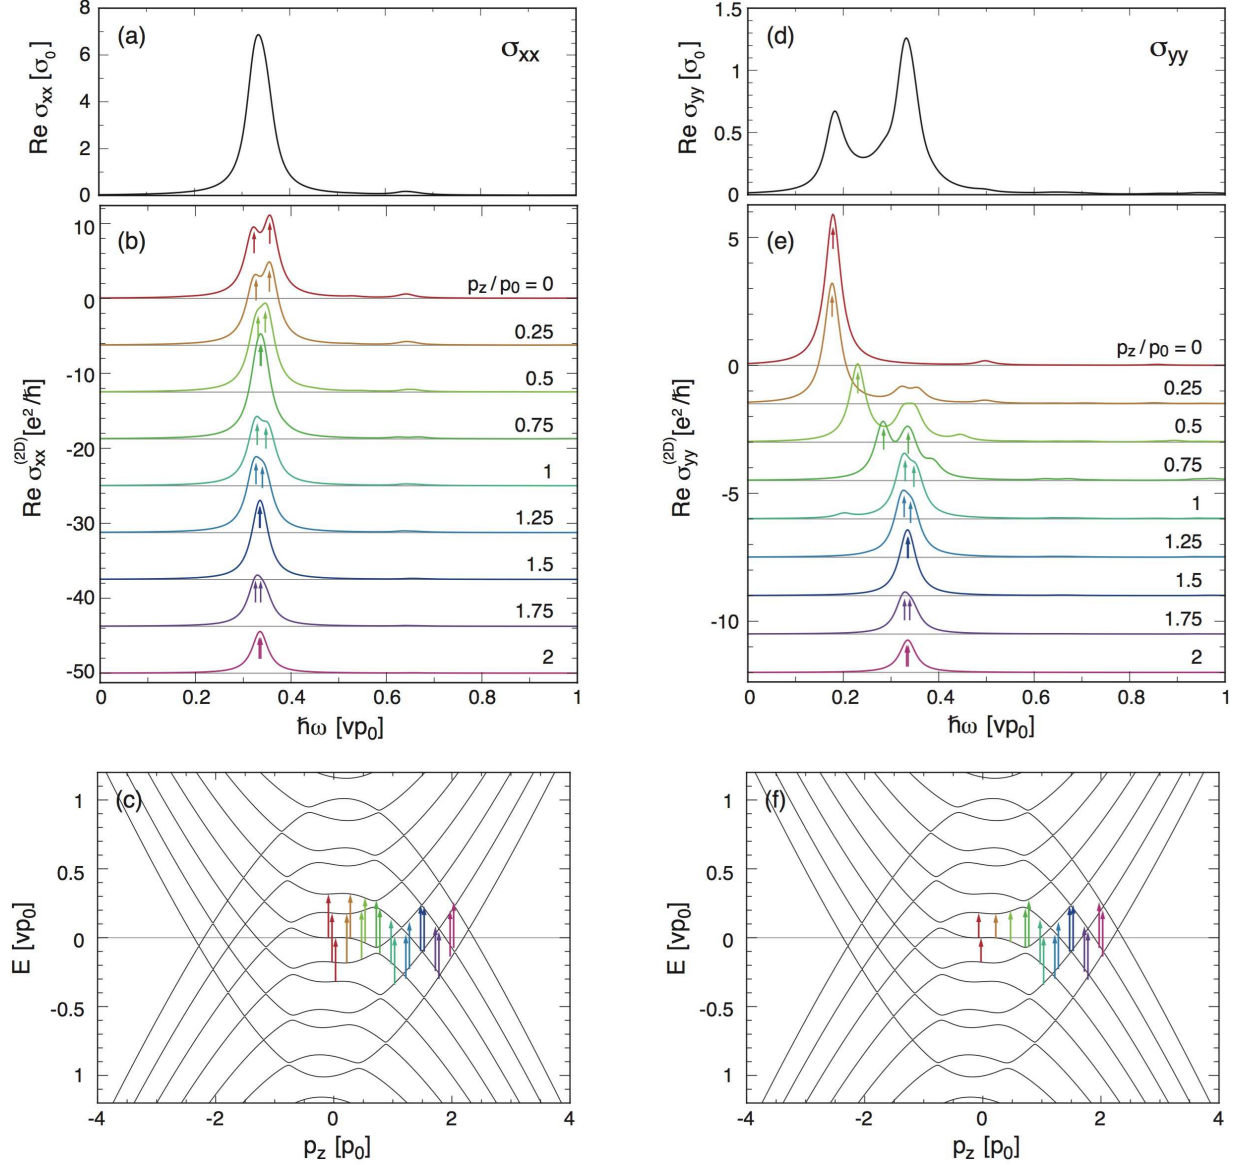 (a)
σxx
Re σxx [σ0]
8
6
4
2
0
(b)
pz / p0 = 0
0.25
0.5
0.75
1
1.25
1.5
1.75
2
Re σxx(2D) [e²/ħ]
10
0
-10
-20
-30
-40
-50
0 0.2 0.4 0.6 0.8 1
ħω [vp0]
(c)
E [vp0]
1
0.5
0
-0.5
1
-4 -2 0 2 4
pz [p0]
(d)
σyy
Re σyy [σ0]
1.5
1
0.5
0
(e)
pz / p0 = 0
0.25
0.5
0.75
1
1.25
1.5
1.75
2
Re σyy(2D) [e²/ħ]
5
0
-5
-10
0 0.2 0.4 0.6 0.8 1
ħω [vp0]
(f)
E [vp0]
1
0.5
0
-0.5
1
-4 -2 0 2 4
pz [p0]